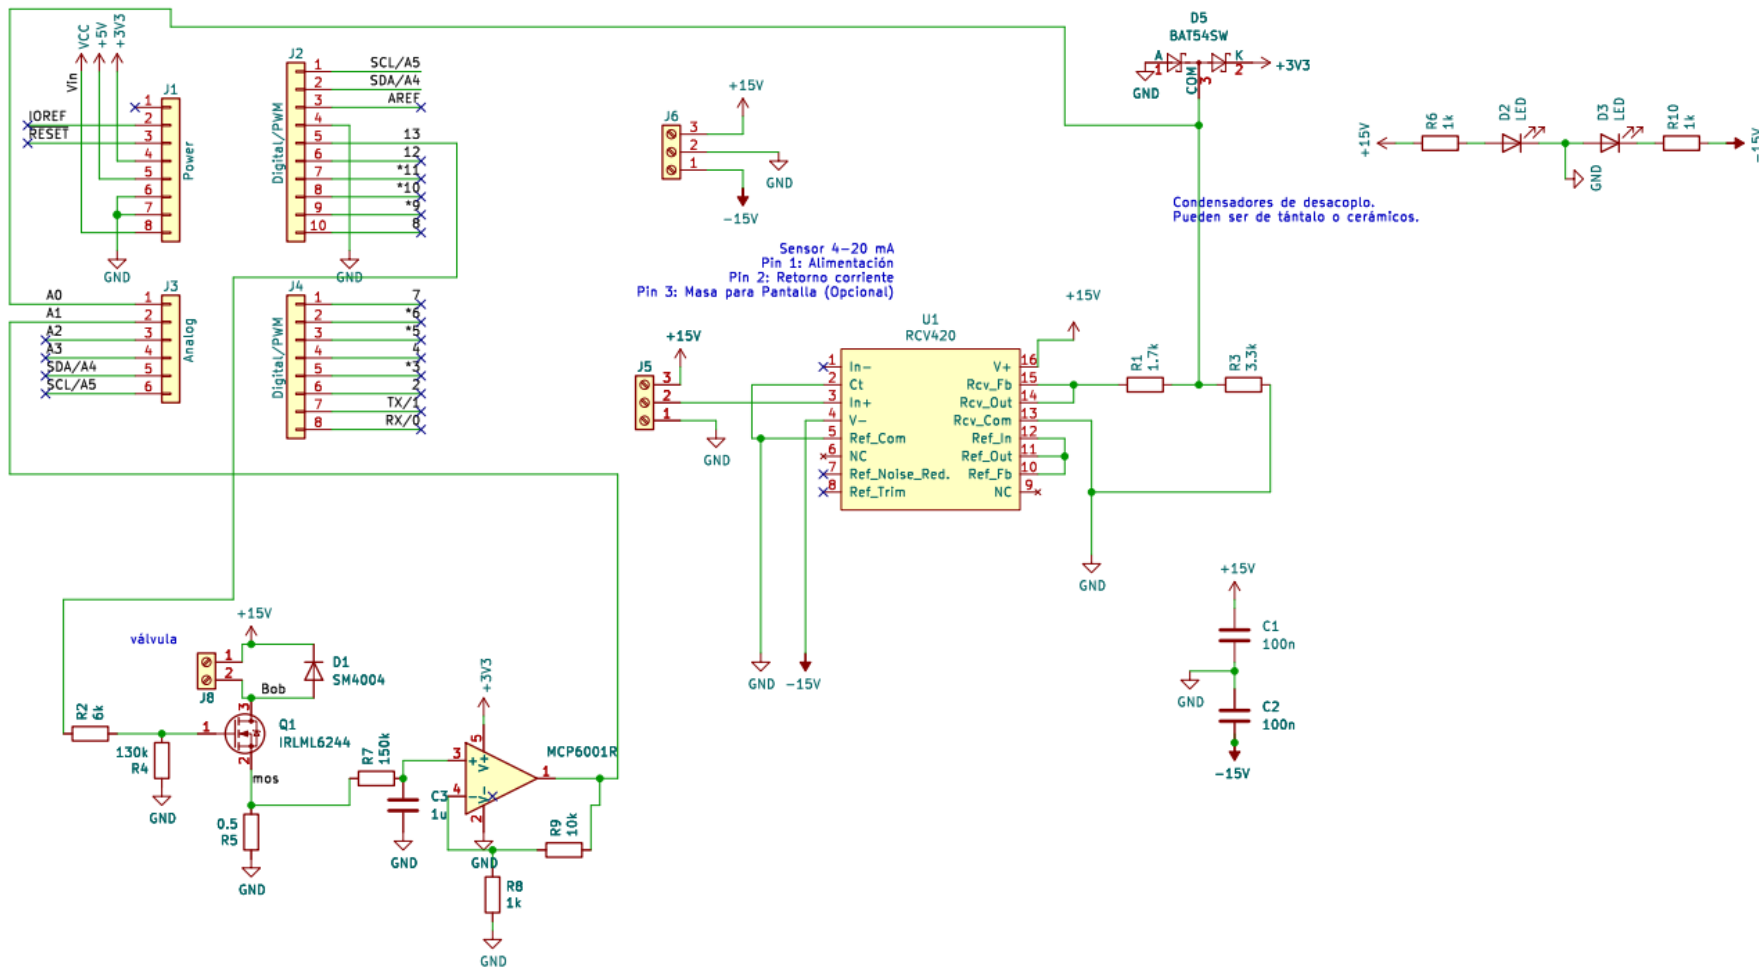 VCC
+5V
+3V3
Vin
J1
1
IOREF
2
RESET
3
4
5
6
7
8
Power
GND
J2
1
SCL/A5
2
SDA/A4
3
AREF
4
5
13
6
12
7
*11
8
*10
9
*9
10
8
Digital/PWM
GND
J3
A0
1
A1
2
A2
3
A3
4
SDA/A4
5
SCL/A5
6
Analog
J4
1
7
2
*6
3
*5
4
4
5
*3
6
2
7
TX/1
8
RX/0
Digital/PWM
+15V
J6
3
2
1
GND
-15V
D5
BAT54SW
A
K
1
2
COM
3
GND
+3V3
+15V
R6
1k
D2
LED
D3
LED
R10
1k
-15V
GND
Condensadores de desacoplo.
Pueden ser de tántalo o cerámicos.
Sensor 4-20 mA
Pin 1: Alimentación
Pin 2: Retorno corriente
Pin 3: Masa para Pantalla (Opcional)
+15V
J5
3
2
1
GND
U1
RCV420
+15V
1
In-
V+
16
2
Ct
Rcv_Fb
15
3
In+
Rcv_Out
14
4
V-
Rcv_Com
13
5
Ref_Com
Ref_In
12
6
NC
Ref_Out
11
7
Ref_Noise_Red.
Ref_Fb
10
8
Ref_Trim
NC
9
R1
1.7k
R3
3.3k
GND
GND
-15V
+15V
C1
100n
GND
C2
100n
-15V
+15V
válvula
1
2
J8
D1
SM4004
Bob
R2
6k
1
3
2
Q1
IRLML6244
130k
R4
GND
mos
0.5
R5
GND
R7
150k
C3
1u
GND
+3V3
MCP6001R
3
+
4
-
5
V+
V-
2
1
GND
R9
10k
R8
1k
GND